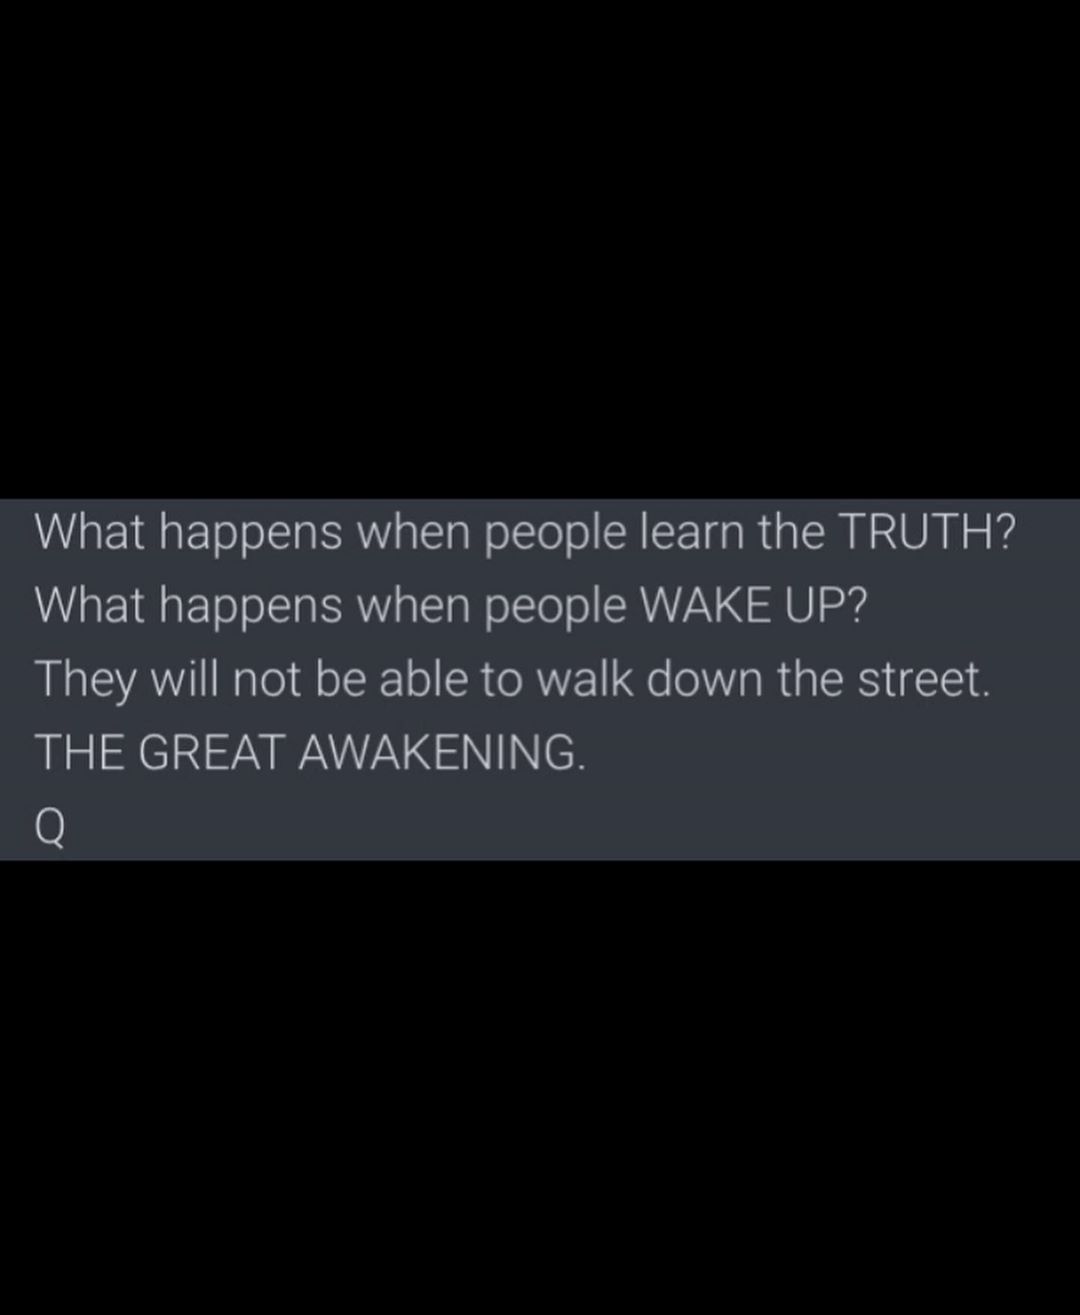 What happens when people learn the TRUTH?
What happens when people WAKE UP?
They will not be able to walk down the street.
THE GREAT AWAKENING.
Q